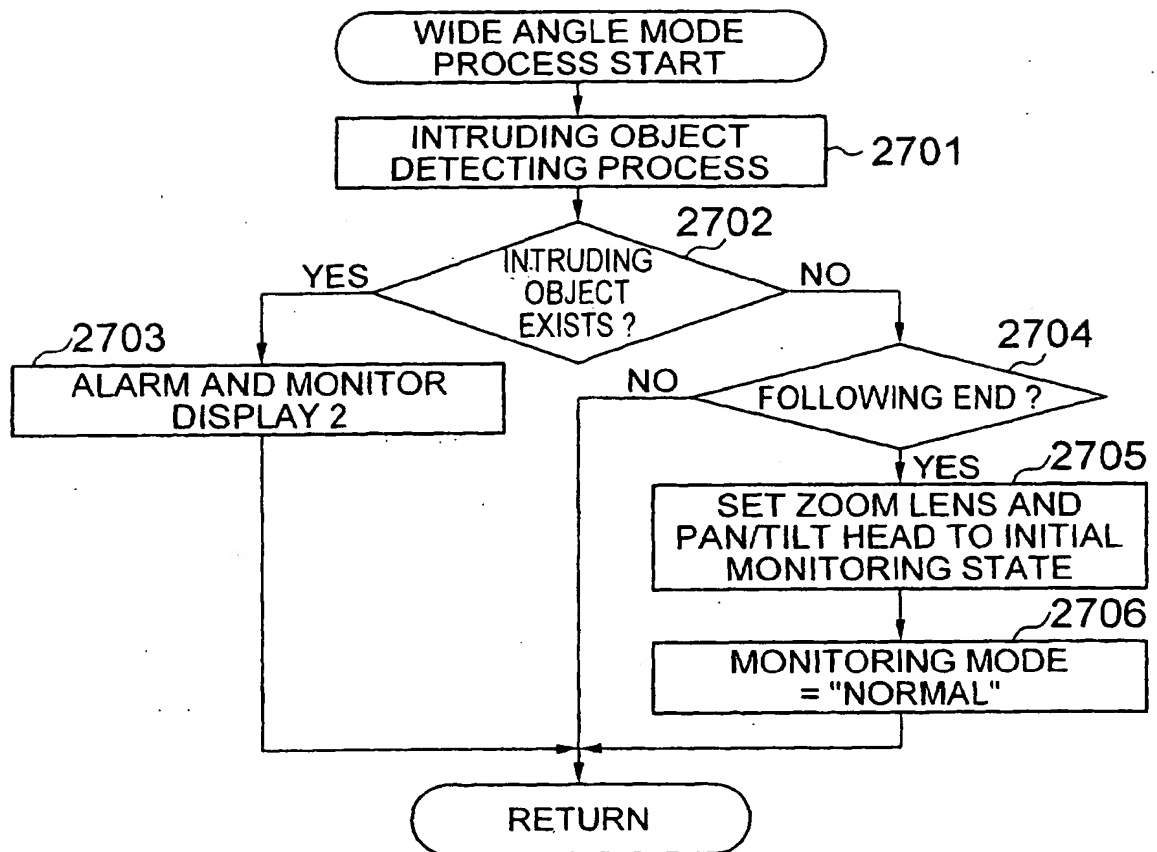 WIDE ANGLE MODE
PROCESS START
INTRUDING OBJECT
DETECTING PROCESS
2701
2702
INTRUDING
OBJECT
EXISTS ?
YES
NO
2703
ALARM AND MONITOR
DISPLAY 2
2704
FOLLOWING END ?
NO
YES
2705
SET ZOOM LENS AND
PAN/TILT HEAD TO INITIAL
MONITORING STATE
2706
MONITORING MODE
= "NORMAL"
RETURN